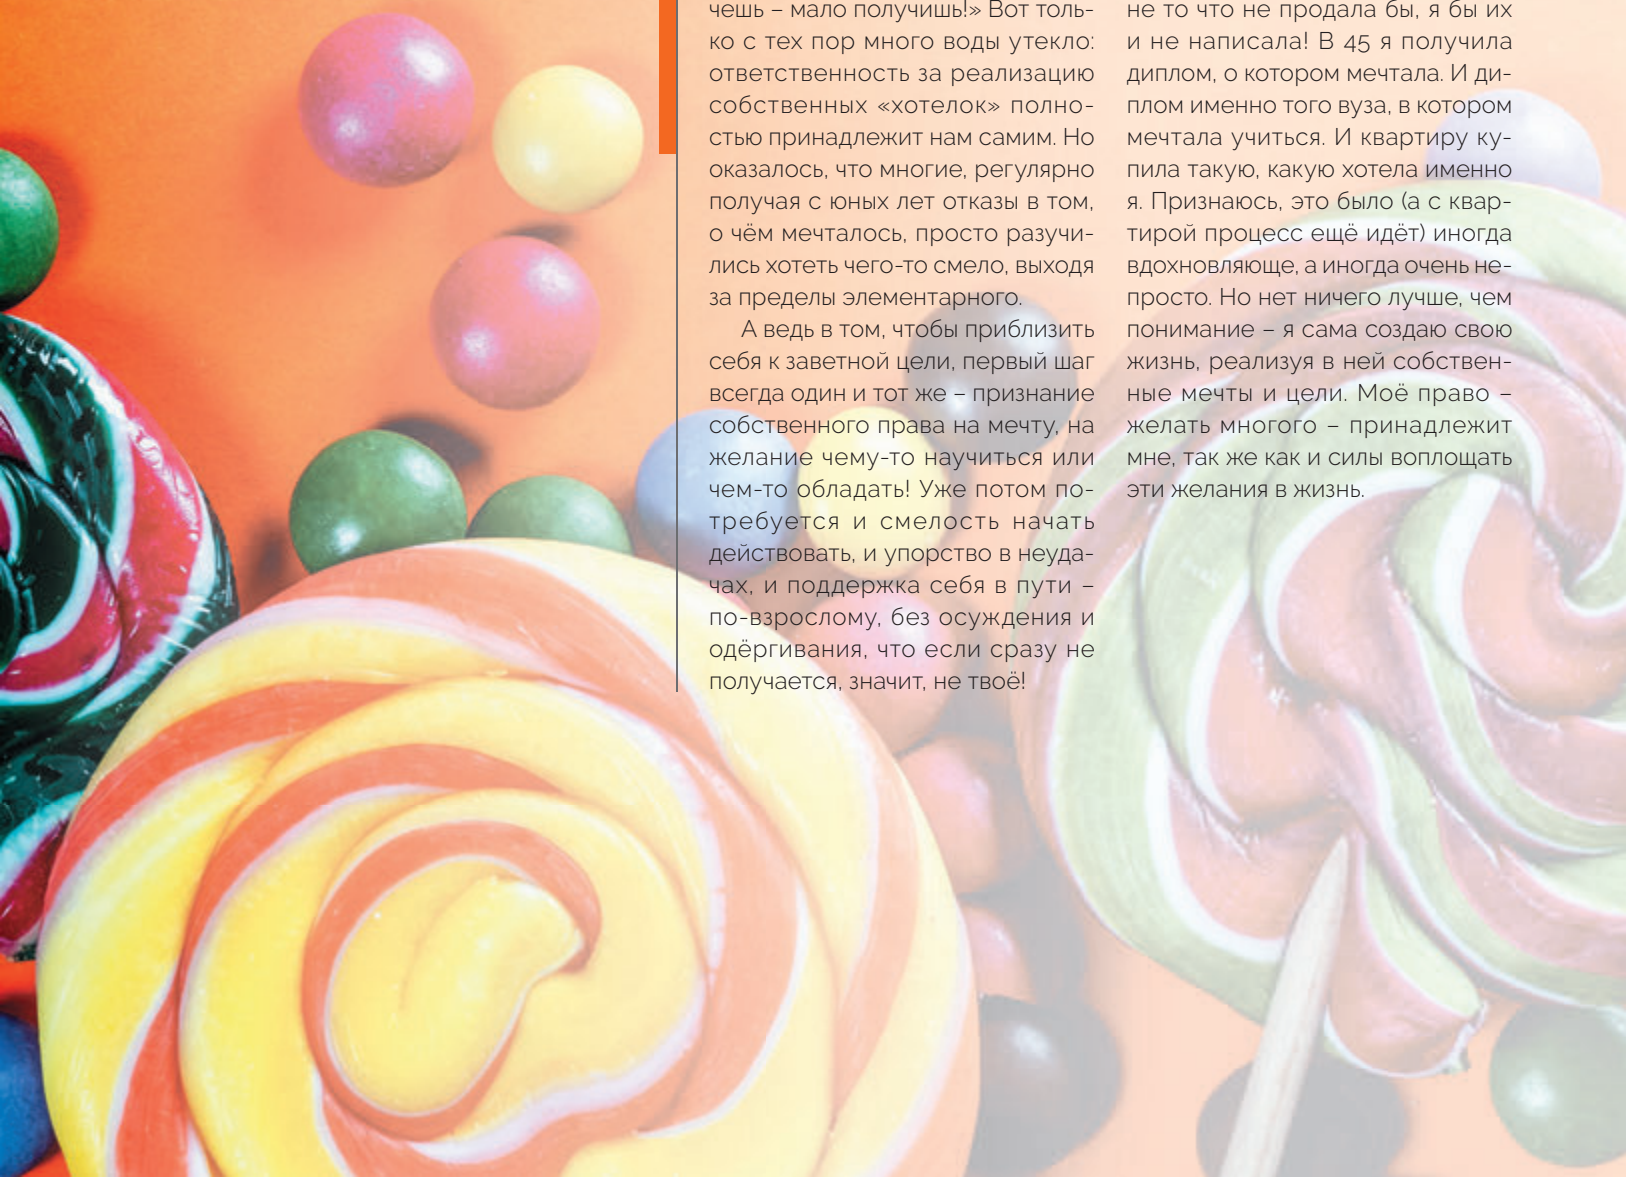 чешь – мало получишь!» Вот толь-
ко с тех пор много воды утекло:
ответственность за реализацию
собственных «хотелок» полно-
стью принадлежит нам самим. Но
оказалось, что многие, регулярно
получая с юных лет отказы в том,
о чём мечталось, просто разучи-
лись хотеть чего-то смело, выходя
за пределы элементарного.
А ведь в том, чтобы приблизить
себя к заветной цели, первый шаг
всегда один и тот же – признание
собственного права на мечту, на
желание чему-то научиться или
чем-то обладать! Уже потом по-
требуется и смелость начать
действовать, и упорство в неуда-
чах, и поддержка себя в пути –
по-взрослому, без осуждения и
одёргивания, что если сразу не
получается, значит, не твоё!
не то что не продала бы, я бы их
и не написала! В 45 я получила
диплом, о котором мечтала. И ди-
плом именно того вуза, в котором
мечтала учиться. И квартиру ку-
пила такую, какую хотела именно
я. Признаюсь, это было (а с квар-
тирой процесс ещё идёт) иногда
вдохновляюще, а иногда очень не-
просто. Но нет ничего лучше, чем
понимание – я сама создаю свою
жизнь, реализуя в ней собствен-
ные мечты и цели. Моё право –
желать многого – принадлежит
мне, так же как и силы воплощать
эти желания в жизнь.